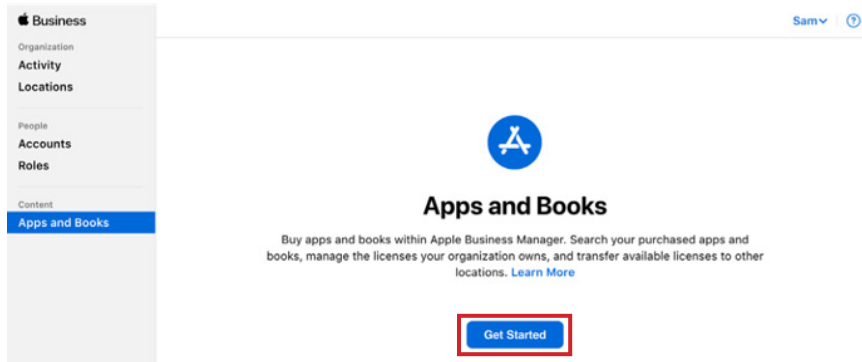 Business
Sam
?
Organization
Activity
Locations
People
Accounts
Roles
Content
Apps and Books
Apps and Books
Buy apps and books within Apple Business Manager. Search your purchased apps and
books, manage the licenses your organization owns, and transfer available licenses to other
locations. Learn More
Get Started